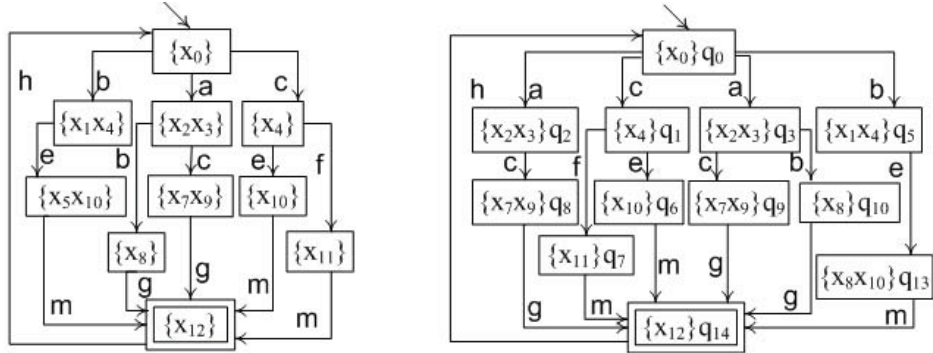 {x₀}
h b a c
{x₁x₄} {x₂x₃} {x₄}
e b c e f
{x₅x₁₀} {x₇x₉} {x₁₀}
{x₈} {x₁₁}
m g g m m
{x₁₂}
{x₀}q₀
h a c a b
{x₂x₃}q₂ {x₄}q₁ {x₂x₃}q₃ {x₁x₄}q₅
c f e c b e
{x₇x₉}q₈ {x₁₀}q₆ {x₇x₉}q₉ {x₈}q₁₀
{x₁₁}q₇ {x₈x₁₀}q₁₃
g m m g g m
{x₁₂}q₁₄